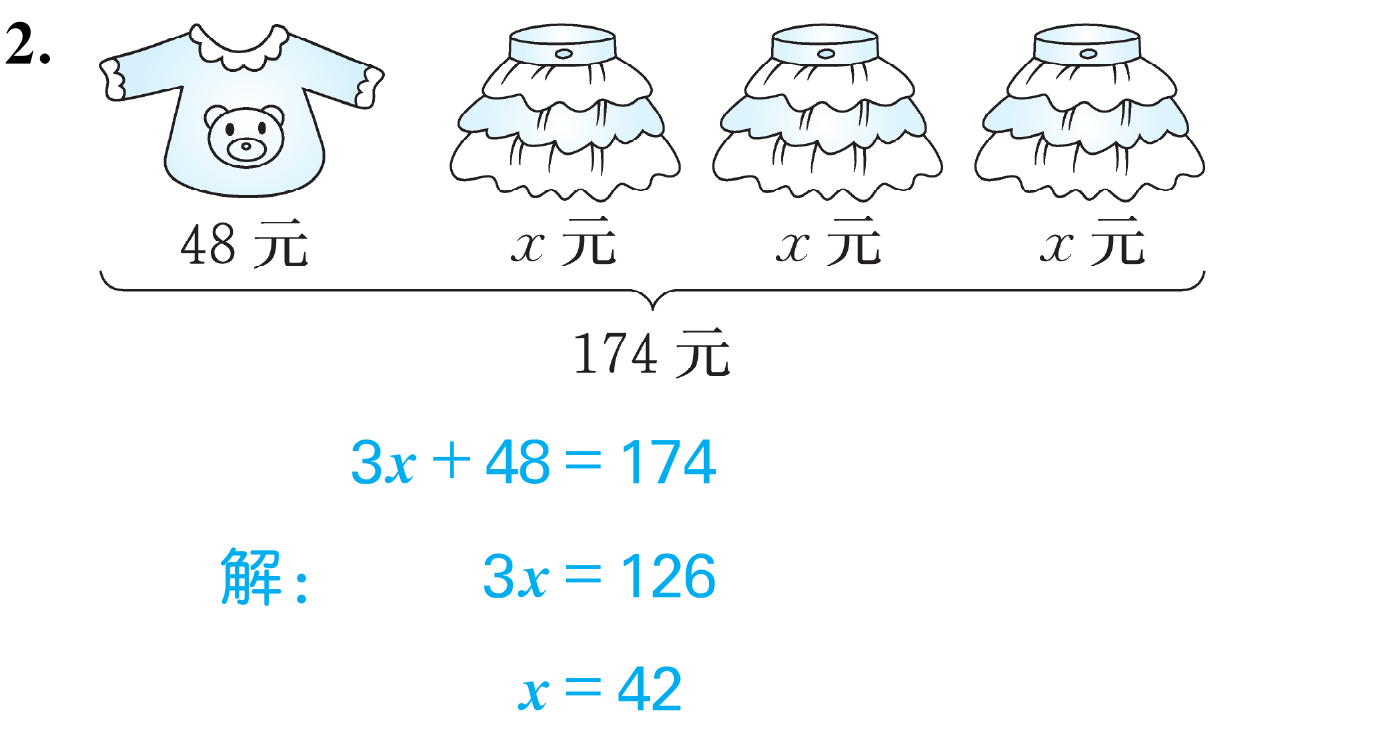 2.
48 元 x 元 x 元 x 元
174 元
3x + 48 = 174
解: 3x = 126
x = 42